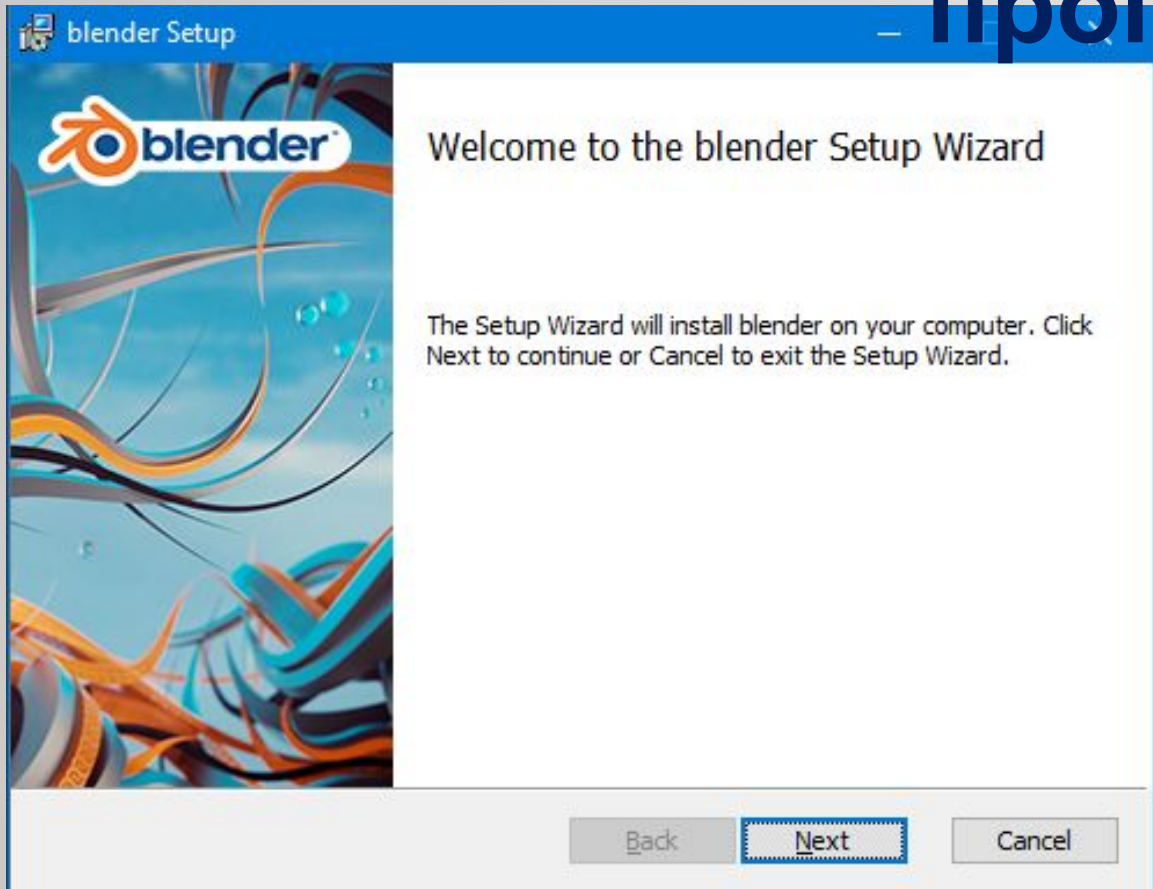 blender Setup
blender
Welcome to the blender Setup Wizard
The Setup Wizard will install blender on your computer. Click
Next to continue or Cancel to exit the Setup Wizard.
Back
Next
Cancel